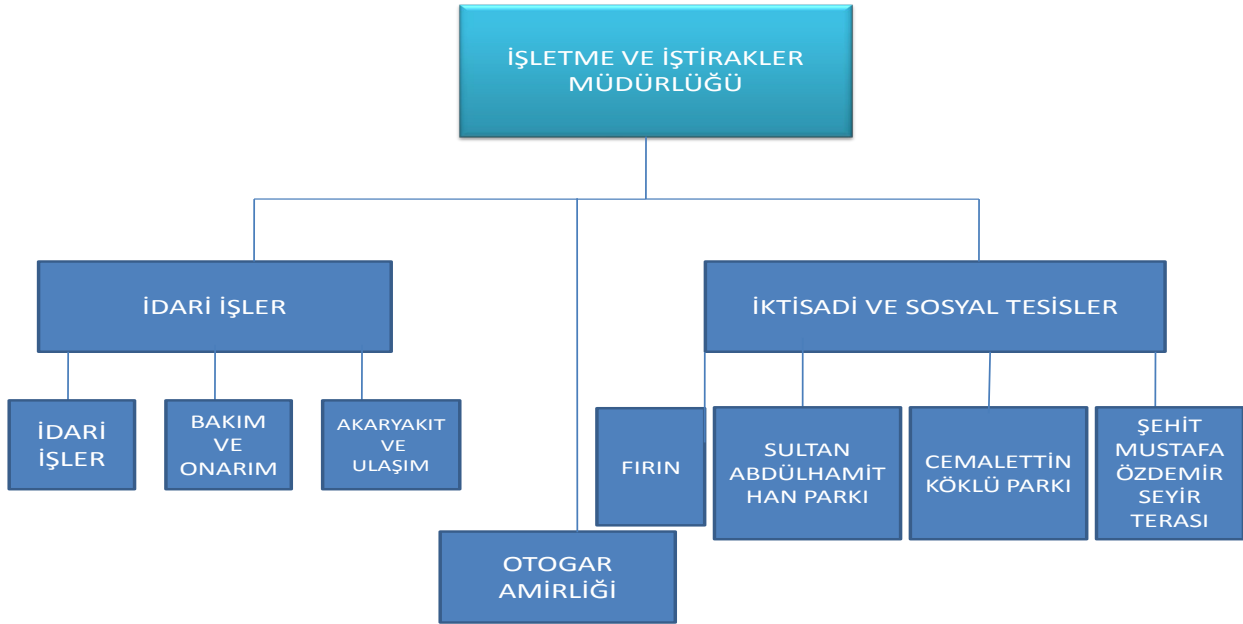 İŞLETME VE İŞTİRAKLER
MÜDÜRLÜĞÜ
İDARİ İŞLER
İKTİSADİ VE SOSYAL TESİSLER
İDARİ
İŞLER
BAKIM
VE
ONARIM
AKARYAKIT
VE
ULAŞIM
FIRIN
SULTAN
ABDÜLHAMİT
HAN PARKI
CEMALETTİN
KÖKLÜ PARKI
ŞEHİT
MUSTAFA
ÖZDEMİR
SEYİR
TERASI
OTOGAR
AMİRLİĞİ